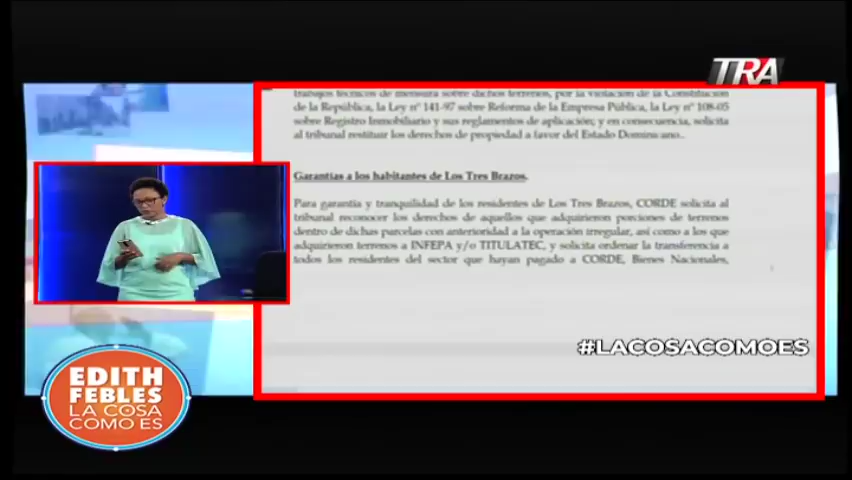 TRA
trabajos técnicos de mensura sobre dichos terrenos, por la violación de la Constitución
de la República, la Ley nº 141-97 sobre Reforma de la Empresa Pública, la Ley nº 108-05
sobre Registro Inmobiliario y sus reglamentos de aplicación; y en consecuencia, solicita
al tribunal restituir los derechos de propiedad a favor del Estado Dominicano..
Garantías a los habitantes de Los Tres Brazos.
Para garantía y tranquilidad de los residentes de Los Tres Brazos, CORDE solicita al
tribunal reconocer los derechos de aquellos que adquirieron porciones de terrenos
dentro de dichas parcelas con anterioridad a la operación irregular, así como a los que
adquirieron terrenos a INFEPA y/o TITULATEC, y solicita ordenar la transferencia a
todos los residentes del sector que hayan pagado a CORDE, Bienes Nacionales,
#LACOSACOMOES
EDITH
FEBLES
LA COSA
COMO ES